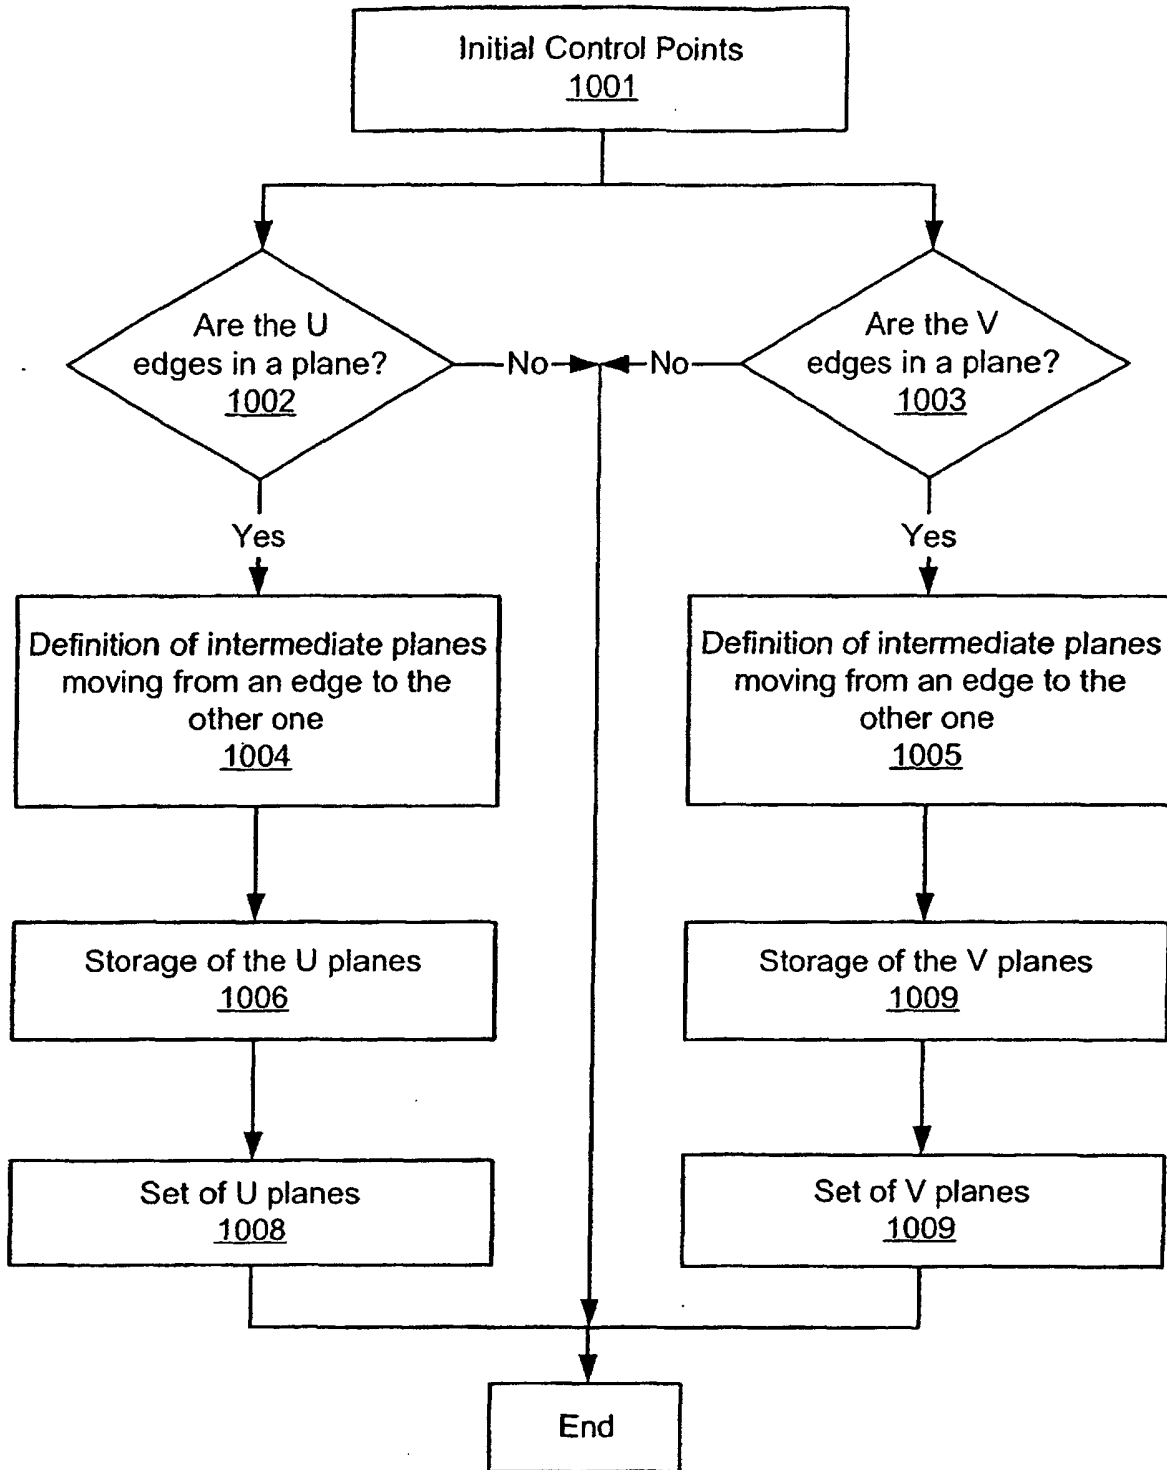 Initial Control Points
1001
Are the U
edges in a plane?
1002
No
No
Are the V
edges in a plane?
1003
Yes
Yes
Definition of intermediate planes
moving from an edge to the
other one
1004
Definition of intermediate planes
moving from an edge to the
other one
1005
Storage of the U planes
1006
Storage of the V planes
1009
Set of U planes
1008
Set of V planes
1009
End